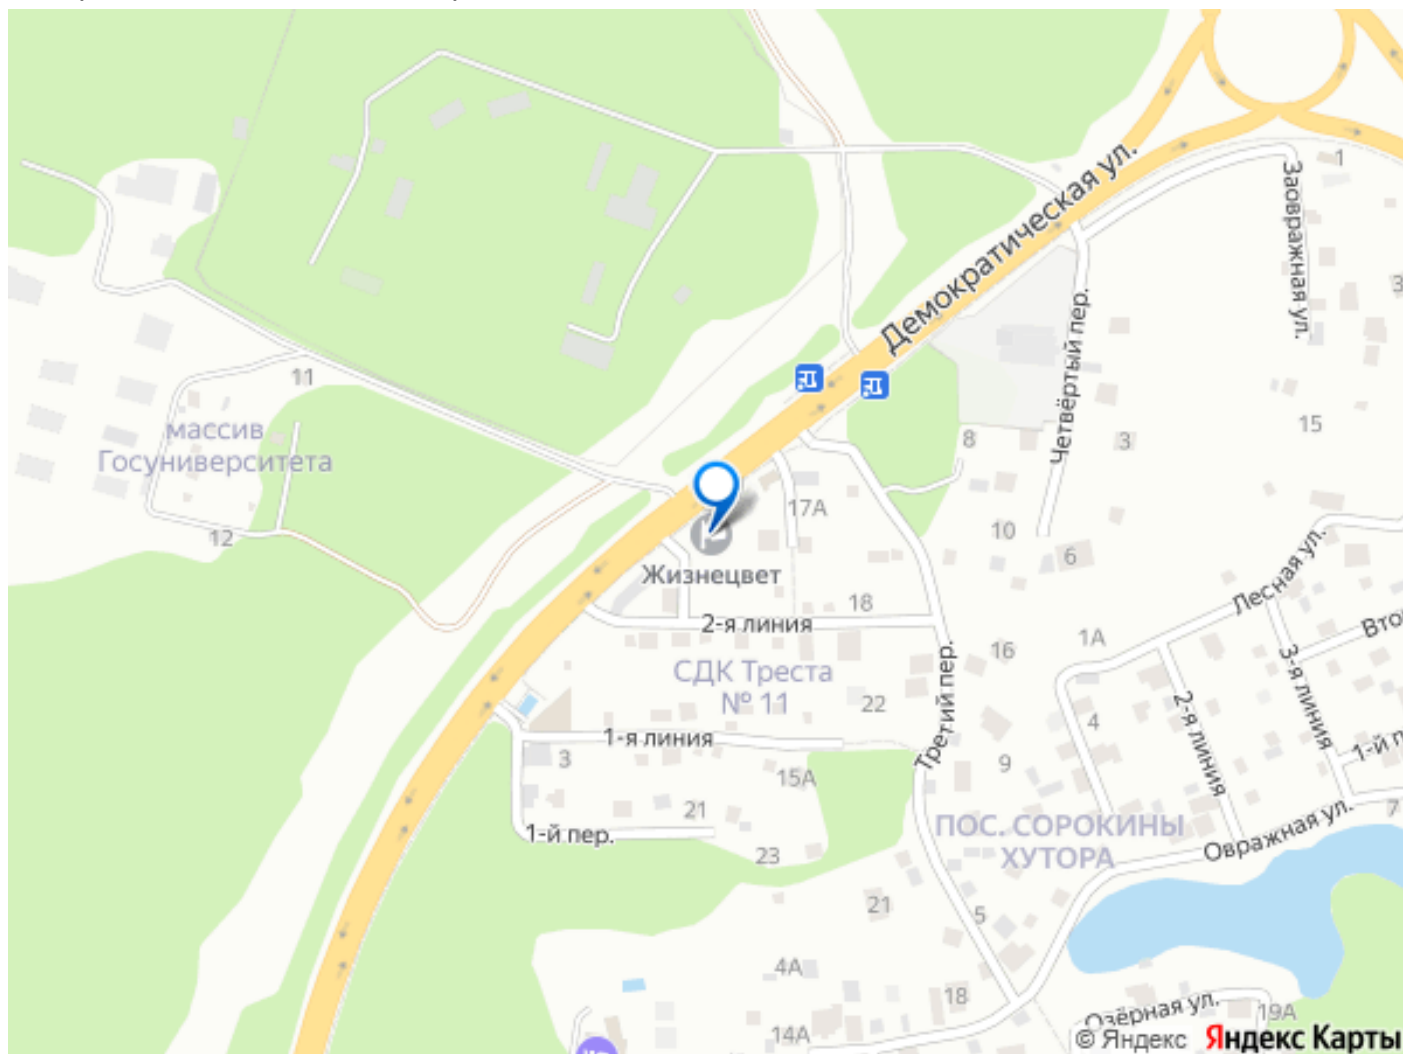 Демократическая ул.
1
Заовражная ул.
3
Четвёртый пер.
11
массив
Госуниверситета
15
8
3
17А
10
12
6
Жизнецвет
Лесная ул.
18
2-я линия
1А
16
3-я линия
СДК Треста
№ 11
Третий пер.
22
4
2-я линия
1-я линия
3
9
15А
21
7
1-й пер.
ПОС. СОРОКИНЫ
ХУТОРА
Овражная ул.
23
21
5
4А
18
Озёрная ул.
19А
14А
© Яндекс Яндекс Карты